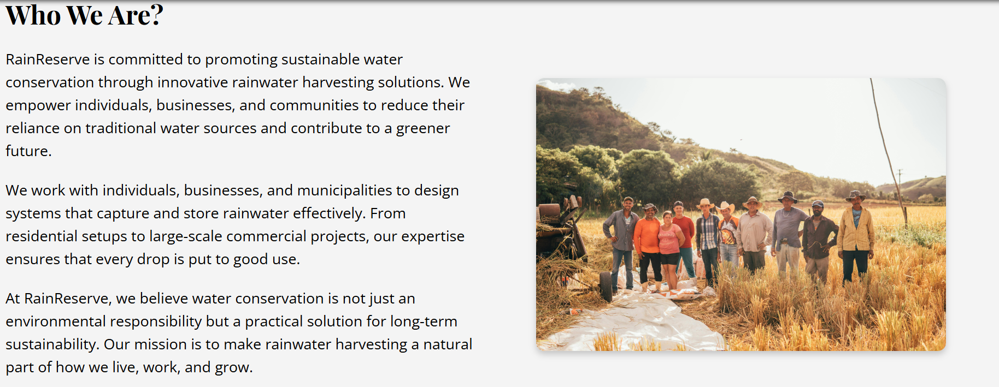 Who We Are?
RainReserve is committed to promoting sustainable water
conservation through innovative rainwater harvesting solutions. We
empower individuals, businesses, and communities to reduce their
reliance on traditional water sources and contribute to a greener
future.
We work with individuals, businesses, and municipalities to design
systems that capture and store rainwater effectively. From
residential setups to large-scale commercial projects, our expertise
ensures that every drop is put to good use.
At RainReserve, we believe water conservation is not just an
environmental responsibility but a practical solution for long-term
sustainability. Our mission is to make rainwater harvesting a natural
part of how we live, work, and grow.